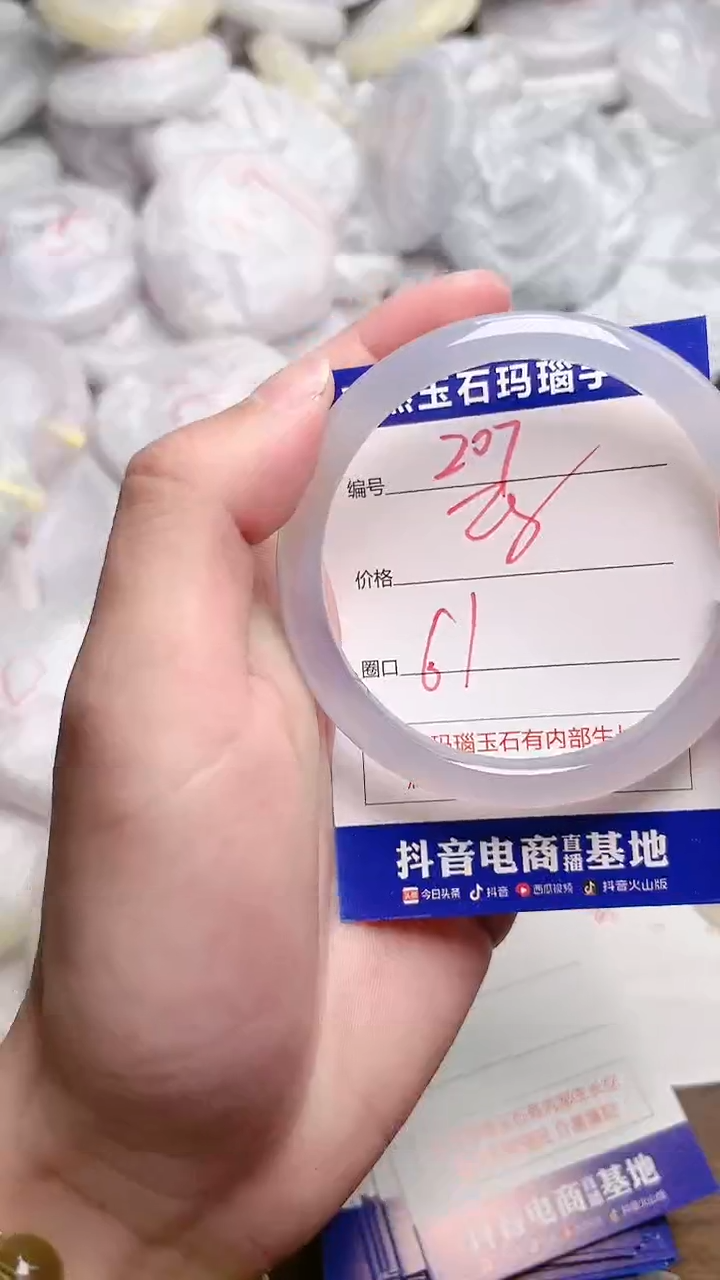 然玉石玛瑙手
编号 207
价格
圈口 61
玛瑙玉石有内部生长
抖音电商直播基地
今日头条 抖音 西瓜视频 抖音火山版
抖音电商直播基地